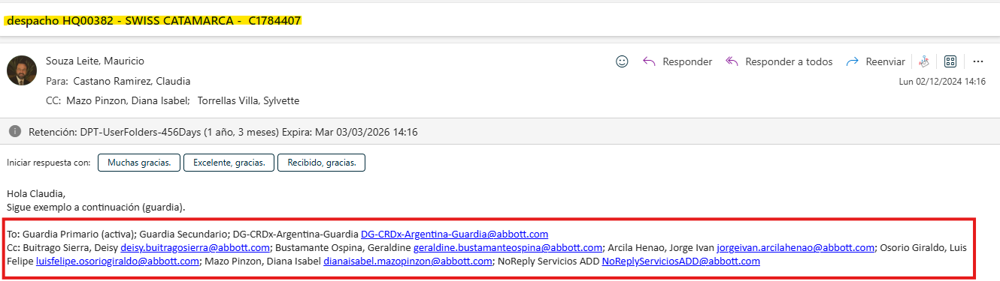 despacho HQ00382 - SWISS CATAMARCA -  C1784407
Souza Leite, Mauricio
Para: Castano Ramirez, Claudia
CC: Mazo Pinzon, Diana Isabel; Torrellas Villa, Sylvette
Responder
Responder a todos
Reenviar
Lun 02/12/2024 14:16
Retención: DPT-UserFolders-456Days (1 año, 3 meses) Expira: Mar 03/03/2026 14:16
Iniciar respuesta con: Muchas gracias. Excelente, gracias. Recibido, gracias.
Hola Claudia,
Sigue exemplo a continuación (guardia).
To: Guardia Primario (activa); Guardia Secundario; DG-CRDx-Argentina-Guardia DG-CRDx-Argentina-Guardia@abbott.com
Cc: Buitrago Sierra, Deisy deisy.buitragosierra@abbott.com; Bustamante Ospina, Geraldine geraldine.bustamanteospina@abbott.com; Arcila Henao, Jorge Ivan jorgeivan.arcilahenao@abbott.com; Osorio Giraldo, Luis
Felipe luisfelipe.osoriogiraldo@abbott.com; Mazo Pinzon, Diana Isabel dianaisabel.mazopinzon@abbott.com; NoReply Servicios ADD NoReplyServiciosADD@abbott.com